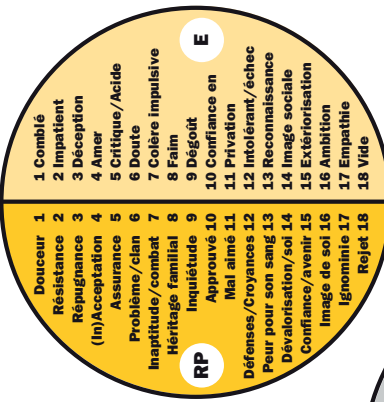 RP
Douceur 1
Résistance 2
Répugnance 3
(In)Acceptation 4
Assurance 5
Problème/clan 6
Inaptitude/combat 7
Héritage familial 8
Inquiétude 9
Approuvé 10
Mal aimé 11
Défenses/Croyances 12
Peur pour son sang 13
Dévalorisation/soi 14
Confiance/avenir 15
Image de soi 16
Ignominie 17
Rejet 18
E
1 Comblé
2 Impatient
3 Déception
4 Amer
5 Critique/Acide
6 Doute
7 Colère impulsive
8 Faim
9 Dégoût
10 Confiance en
11 Privation
12 Intolérant/échec
13 Reconnaissance
14 Image sociale
15 Extériorisation
16 Ambition
17 Empathie
18 Vide